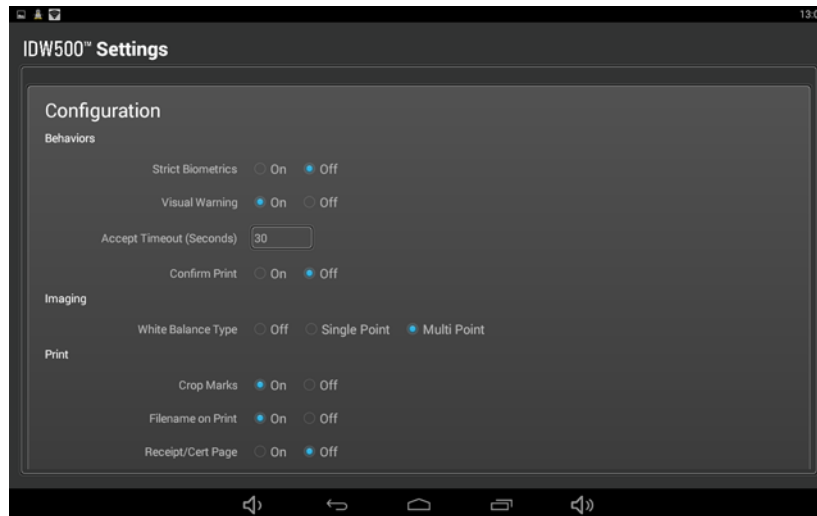 13:0
IDW500™ Settings
Configuration
Behaviors
Strict Biometrics On Off
Visual Warning On Off
Accept Timeout (Seconds) 30
Confirm Print On Off
Imaging
White Balance Type Off Single Point Multi Point
Print
Crop Marks On Off
Filename on Print On Off
Receipt/Cert Page On Off